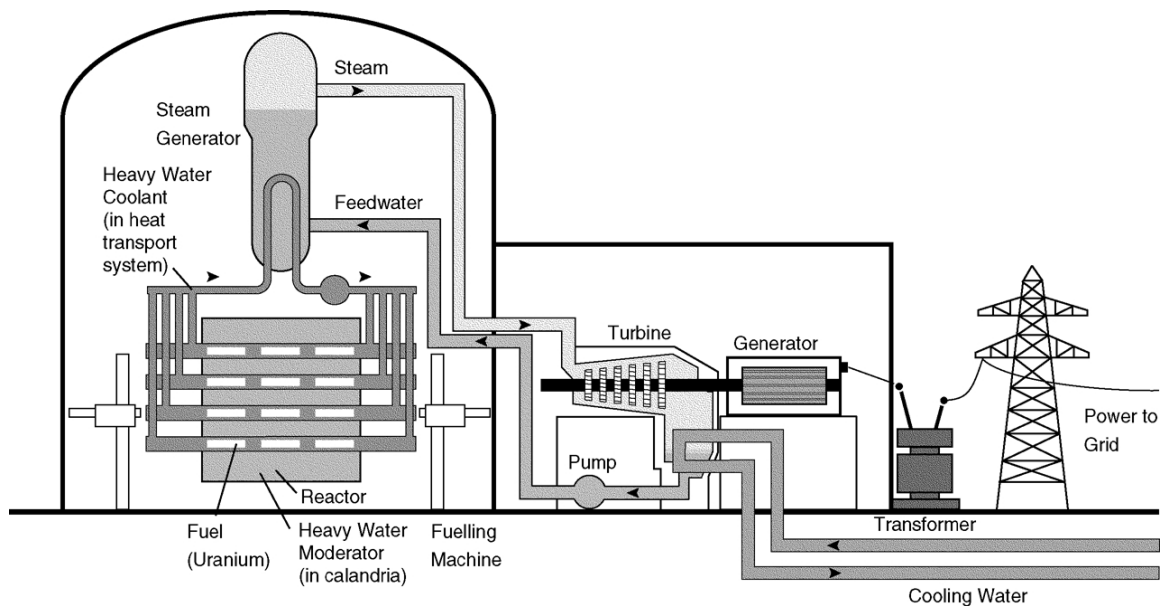 Steam
Steam
Generator
Heavy Water
Coolant
(in heat
transport
system)
Feedwater
Turbine
Generator
Power to
Grid
Pump
Reactor
Fuel
(Uranium)
Heavy Water
Moderator
(in calandria)
Fuelling
Machine
Transformer
Cooling Water